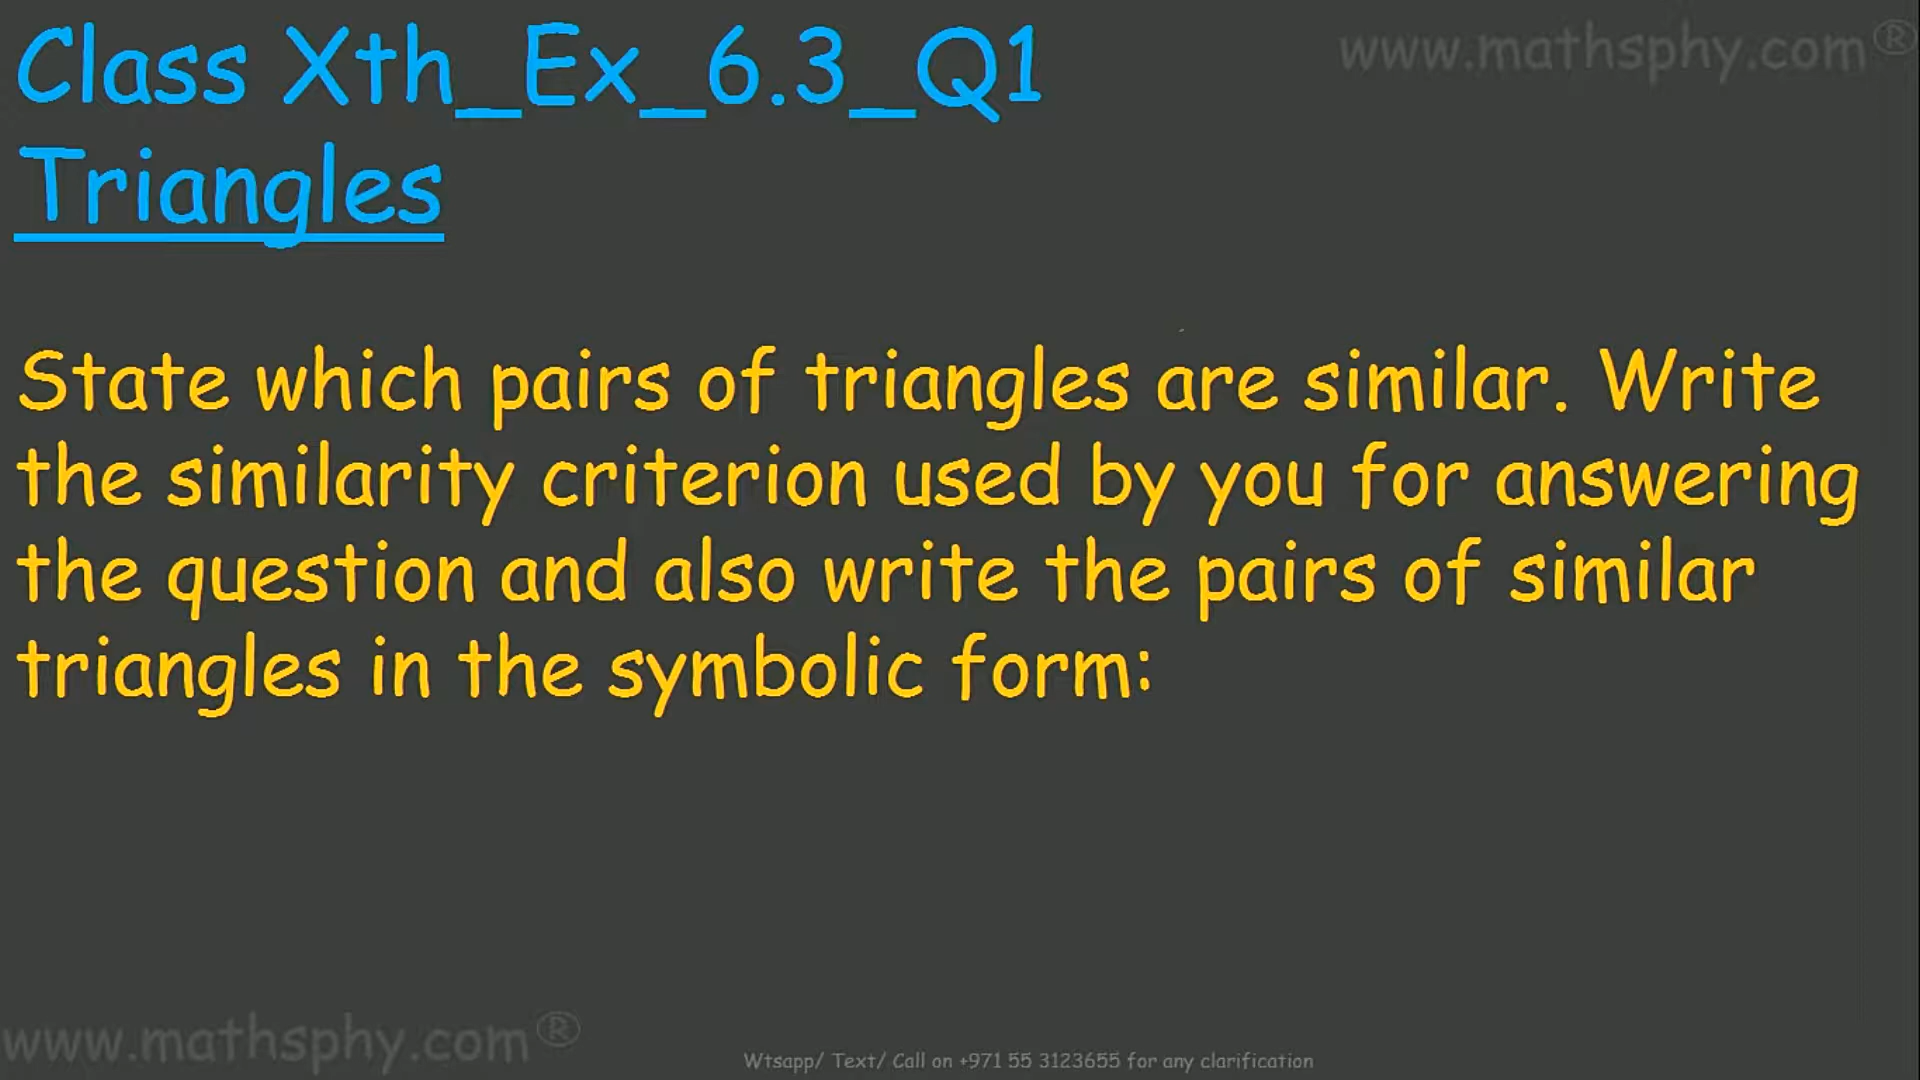 Class Xth_Ex_6.3_Q1
www.mathsphy.com®
Triangles
State which pairs of triangles are similar. Write
the similarity criterion used by you for answering
the question and also write the pairs of similar
triangles in the symbolic form:
www.mathsphy.com®
Wtsapp/ Text/ Call on +971 55 3123655 for any clarification